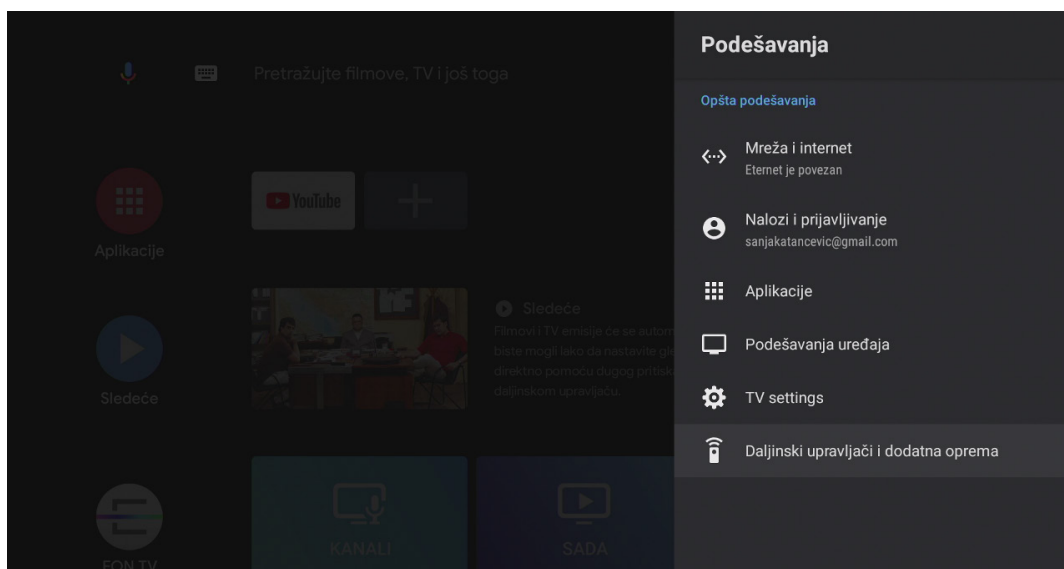 Pretražujte filmove, TV i još toga
YouTube
Aplikacije
Sledeće
Sledeće
Filmovi i TV emisije će se autom
biste mogli lako da nastavite gle
direktno pomoću dugog pritisk
daljinskom upravljaču.
KANALI
SADA
EON TV
Podešavanja
Opšta podešavanja
Mreža i internet
Eternet je povezan
Nalozi i prijavljivanje
sanjakatancevic@gmail.com
Aplikacije
Podešavanja uređaja
TV settings
Daljinski upravljači i dodatna oprema